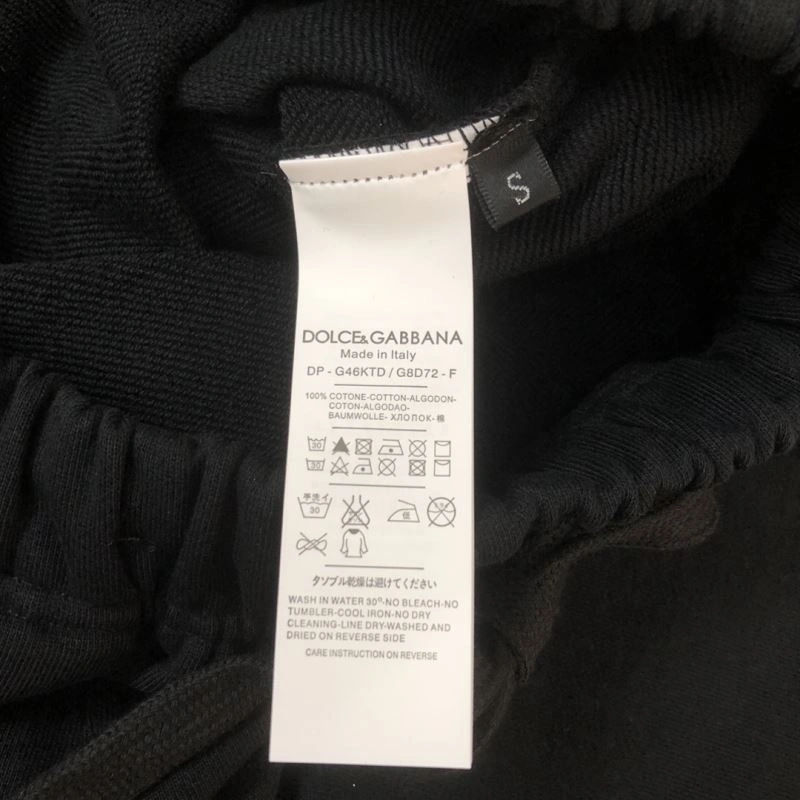 S
DOLCE&GABBANA
Made in Italy
DP - G46KTD / G8D72 - F
100% COTONE-COTTON-ALGODON-
COTON-ALGODAO-
BAUMWOLLE- ХЛОПОК- 棉
30
30
手洗イ
30
低
タソブル乾燥は避けてください
WASH IN WATER 30º-NO BLEACH-NO
TUMBLER-COOL IRON-NO DRY
CLEANING-LINE DRY-WASHED AND
DRIED ON REVERSE SIDE
CARE INSTRUCTION ON REVERSE